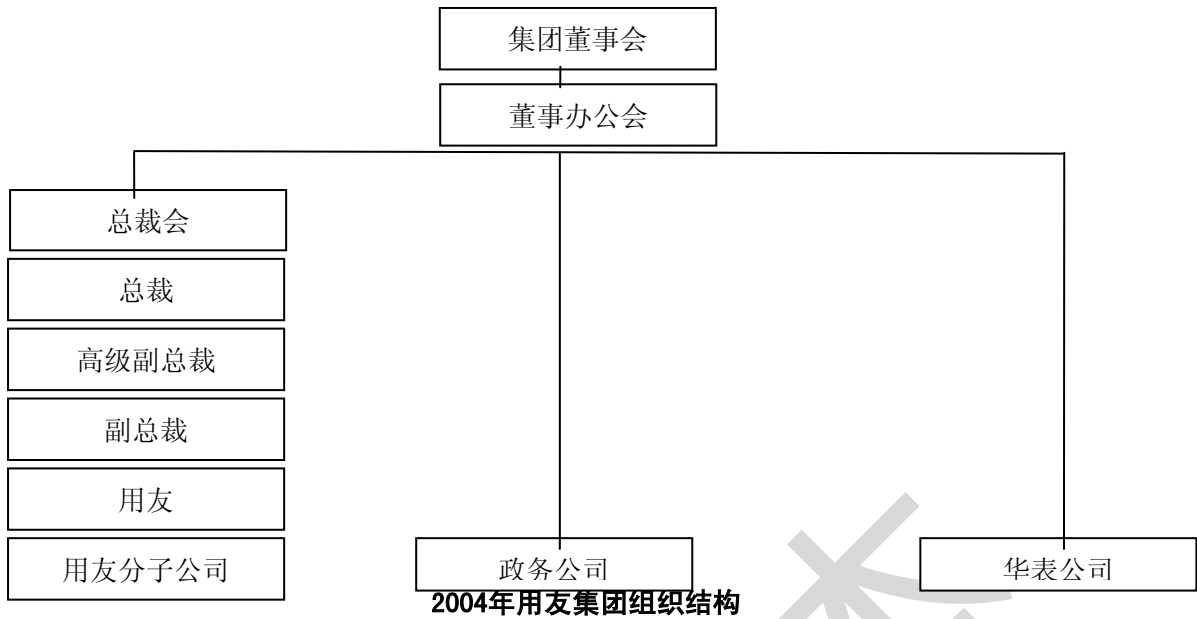 集团董事会
董事办公会
总裁会
总裁
高级副总裁
副总裁
用友
用友分子公司
政务公司
华表公司
2004年用友集团组织结构